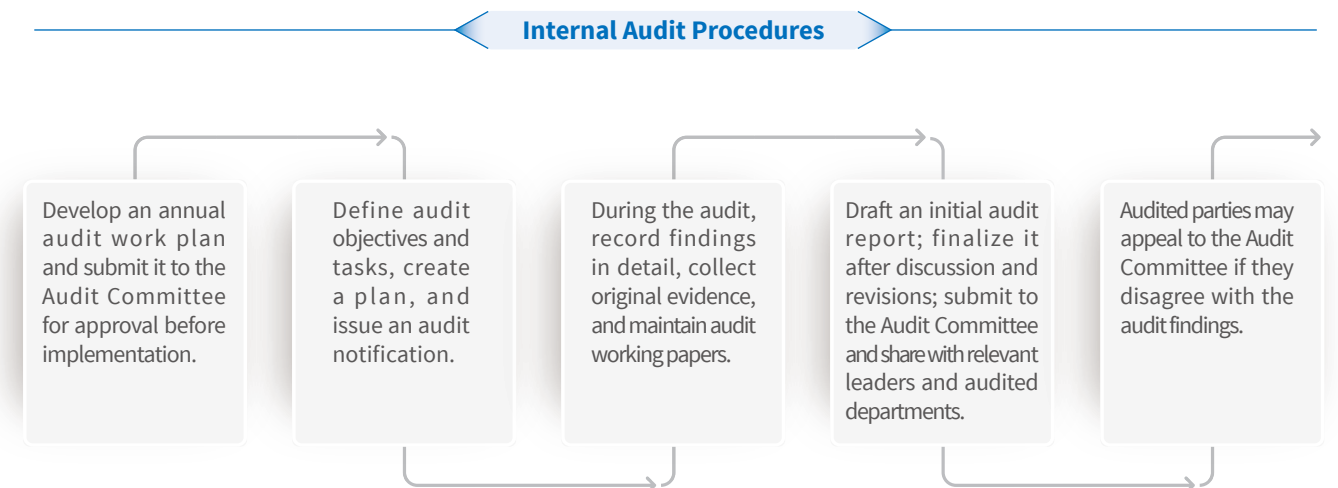 Internal Audit Procedures
Develop an annual
audit work plan
and submit it to the
Audit Committee
for approval before
implementation.
Define audit
objectives and
tasks, create
a plan, and
issue an audit
notification.
During the audit,
record findings
in detail, collect
original evidence,
and maintain audit
working papers.
Draft an initial audit
report; finalize it
after discussion and
revisions; submit to
the Audit Committee
and share with relevant
leaders and audited
departments.
Audited parties may
appeal to the Audit
Committee if they
disagree with the
audit findings.